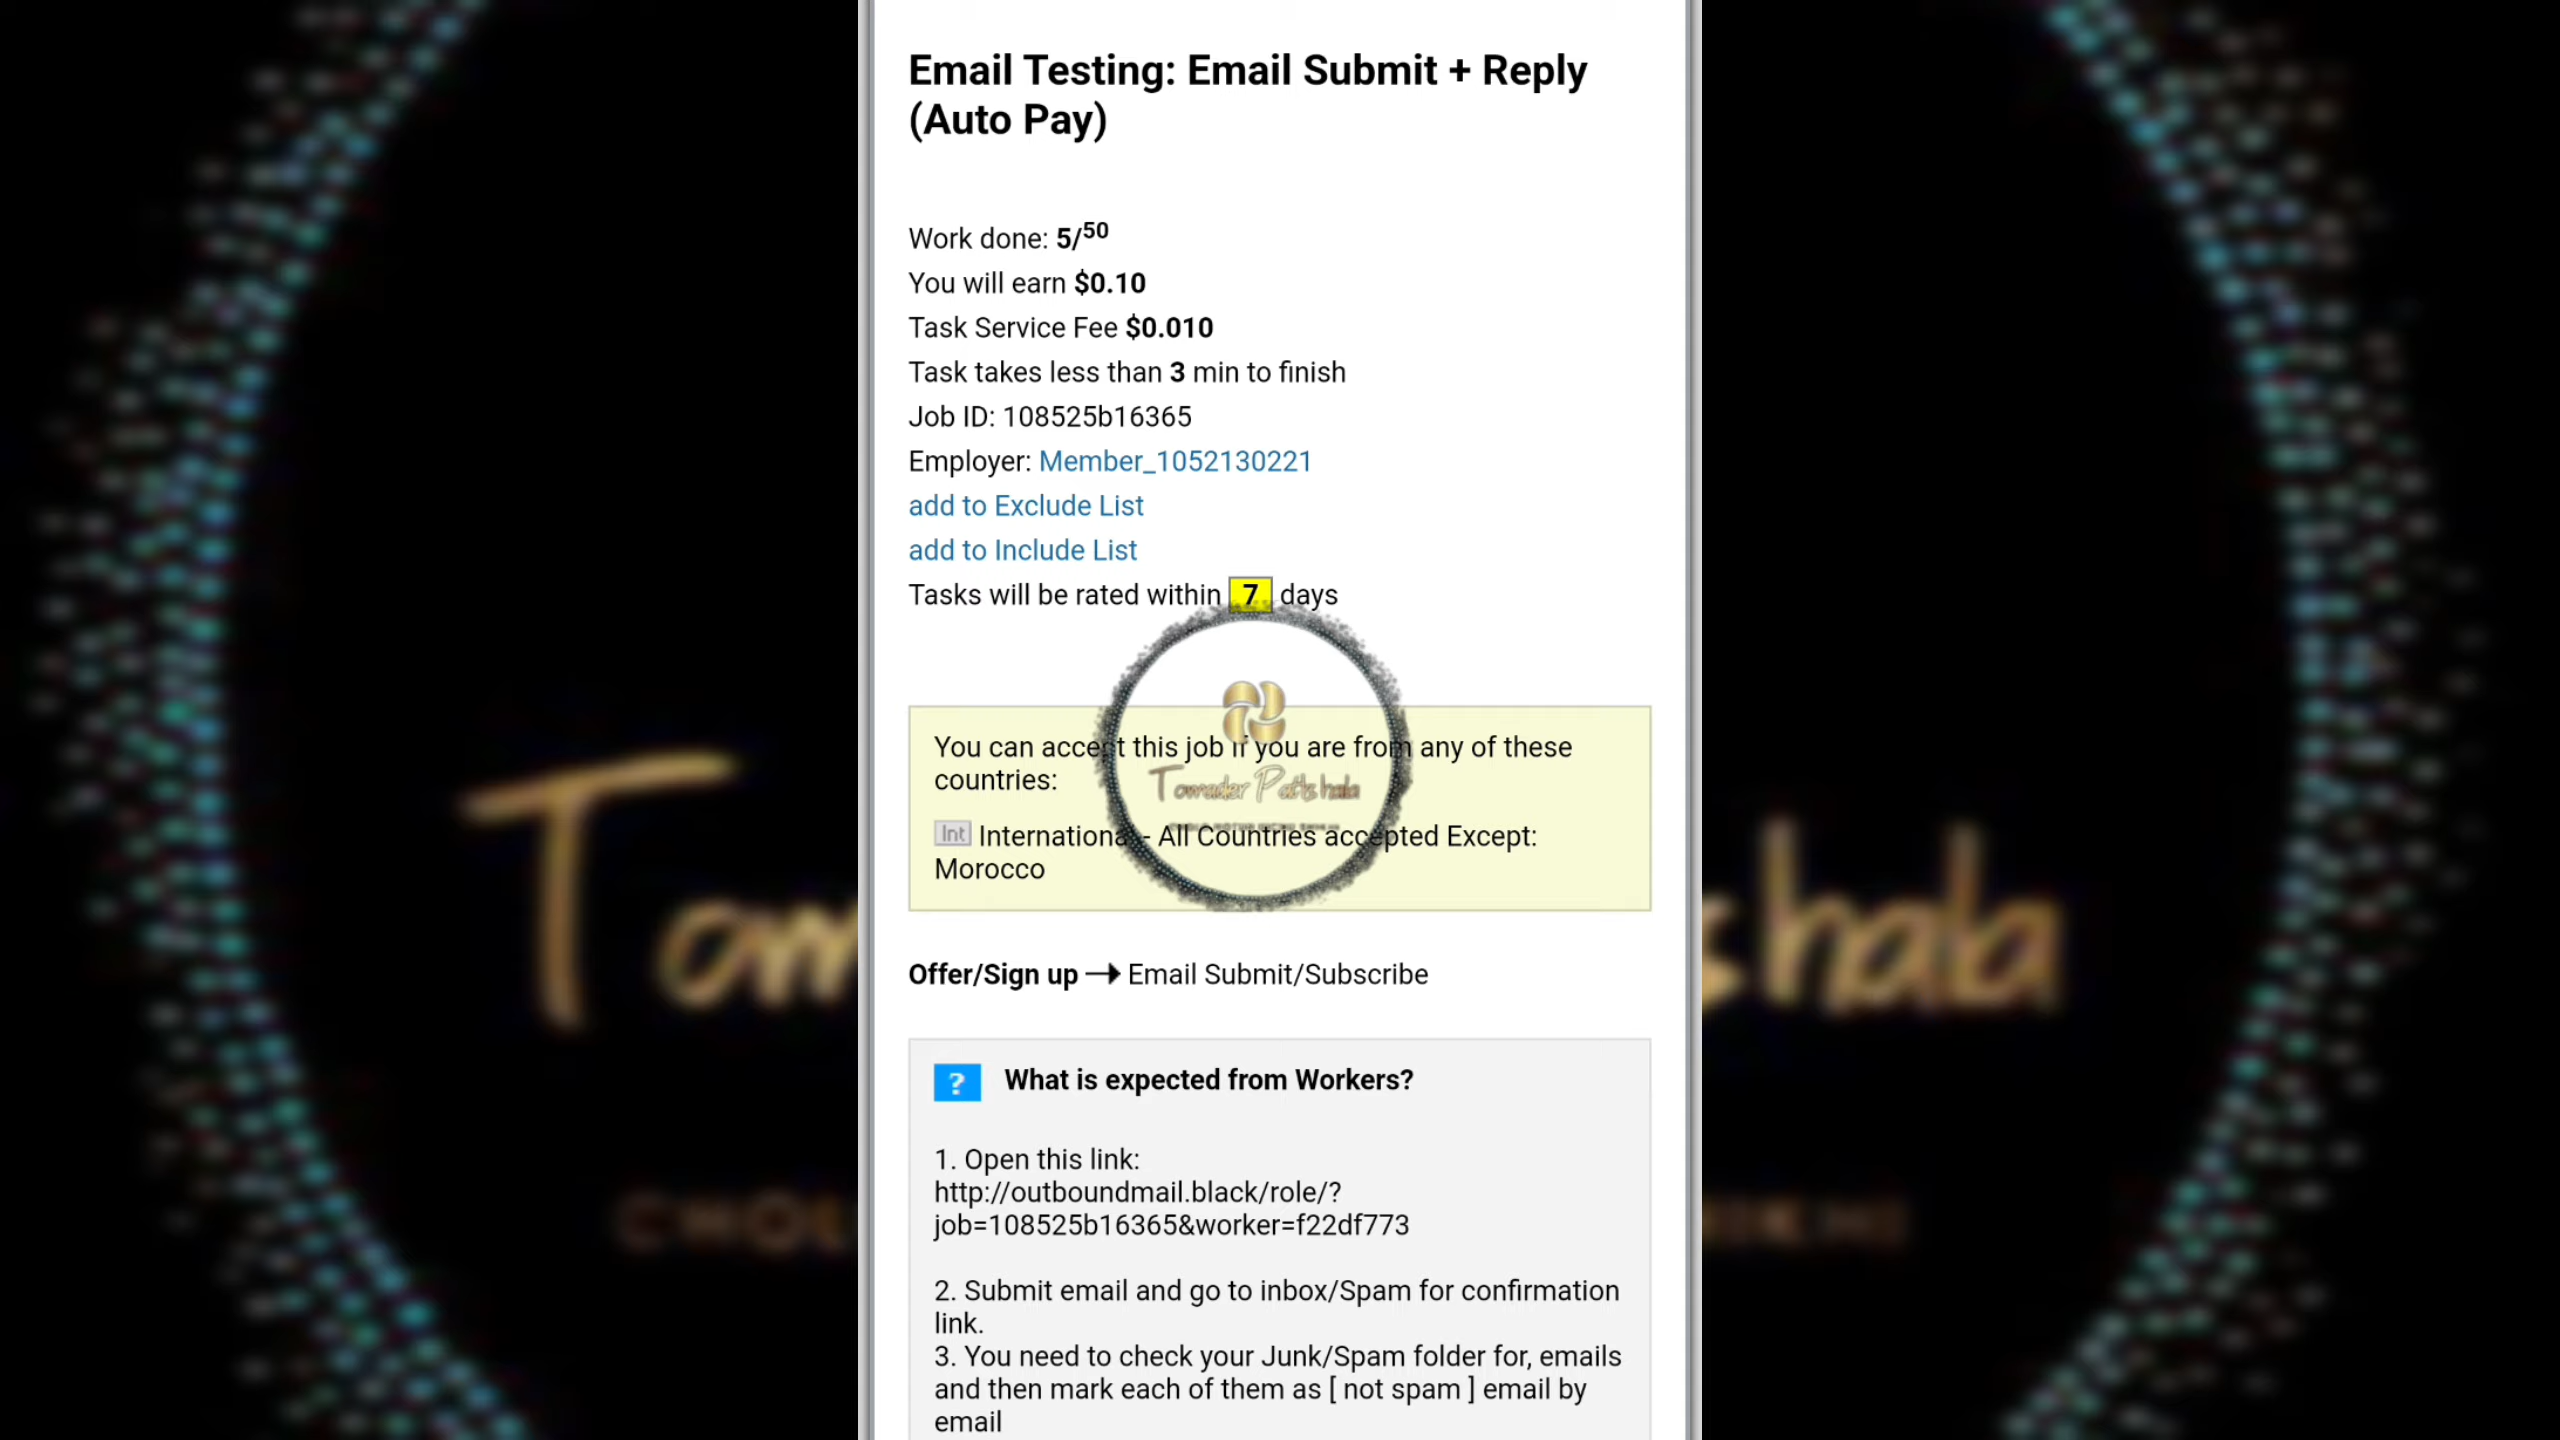 Email Testing: Email Submit + Reply
(Auto Pay)
Work done: 5/50
You will earn $0.10
Task Service Fee $0.010
Task takes less than 3 min to finish
Job ID: 108525b16365
Employer: Member_1052130221
add to Exclude List
add to Include List
Tasks will be rated within 7 days
You can accept this job if you are from any of these
countries:
Int International - All Countries accepted Except:
Morocco
Offer/Sign up → Email Submit/Subscribe
? What is expected from Workers?
1. Open this link:
http://outboundmail.black/role/?
job=108525b16365&worker=f22df773
2. Submit email and go to inbox/Spam for confirmation
link.
3. You need to check your Junk/Spam folder for, emails
and then mark each of them as [ not spam ] email by
email